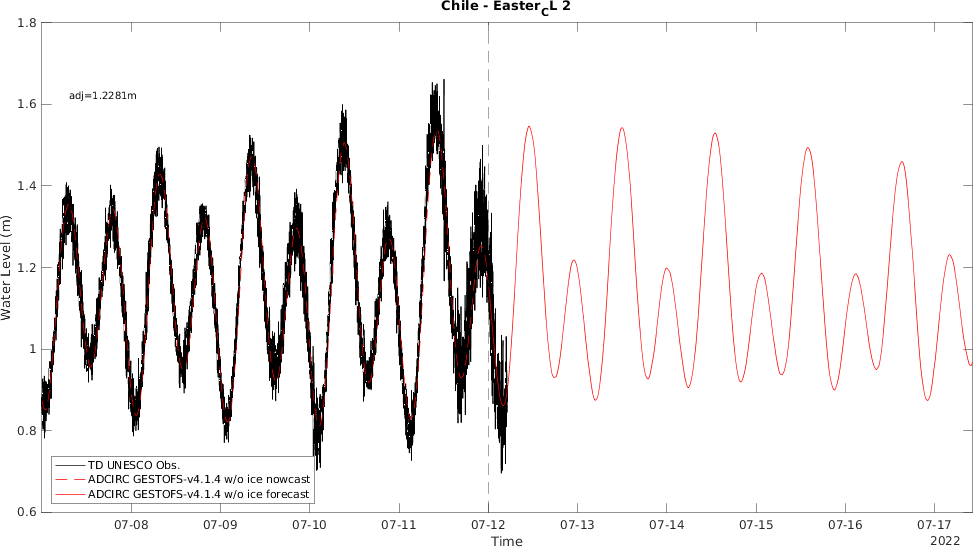 Chile - Easter_CL 2
1.8
1.6
1.4
1.2
1
0.8
0.6
Water Level (m)
adj=1.2281m
TD UNESCO Obs.
ADCIRC GESTOFS-v4.1.4 w/o ice nowcast
ADCIRC GESTOFS-v4.1.4 w/o ice forecast
07-08 07-09 07-10 07-11 07-12 07-13 07-14 07-15 07-16 07-17
Time
2022